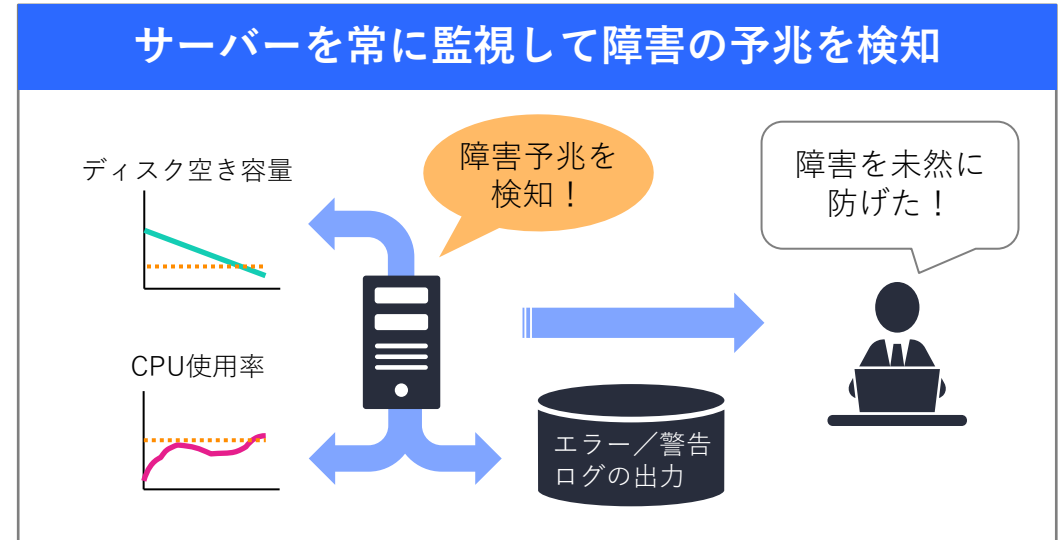 サーバーを常に監視して障害の予兆を検知
ディスク空き容量
障害予兆を
検知！
障害を未然に
防げた！
CPU使用率
エラー／警告
ログの出力